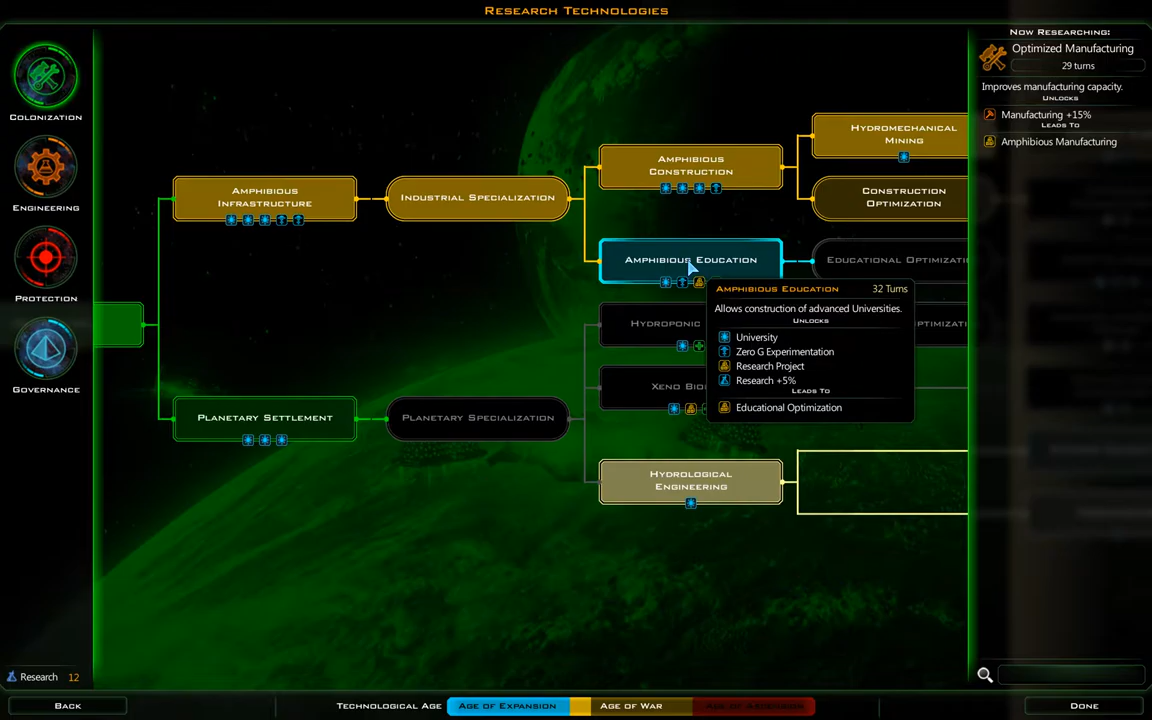 Research Technologies
Colonization
Engineering
Protection
Governance
Amphibious
Infrastructure
Industrial Specialization
Amphibious
Construction
Hydromechanical
Mining
Construction
Optimization
Amphibious Education
Educational
Hydroponic
Xeno
Planetary Settlement
Planetary Specialization
Hydrological
Engineering
Amphibious Education 32 Turns
Allows construction of advanced Universities.
Unlocks
University
Zero G Experimentation
Research Project
Research +5%
Leads To
Educational Optimization
Now Researching:
Optimized Manufacturing
29 turns
Improves manufacturing capacity.
Unlocks
Manufacturing +15%
Leads To
Amphibious Manufacturing
Research 12
Back
Technological Age
Age of Expansion
Age of War
Age of Ascension
Done